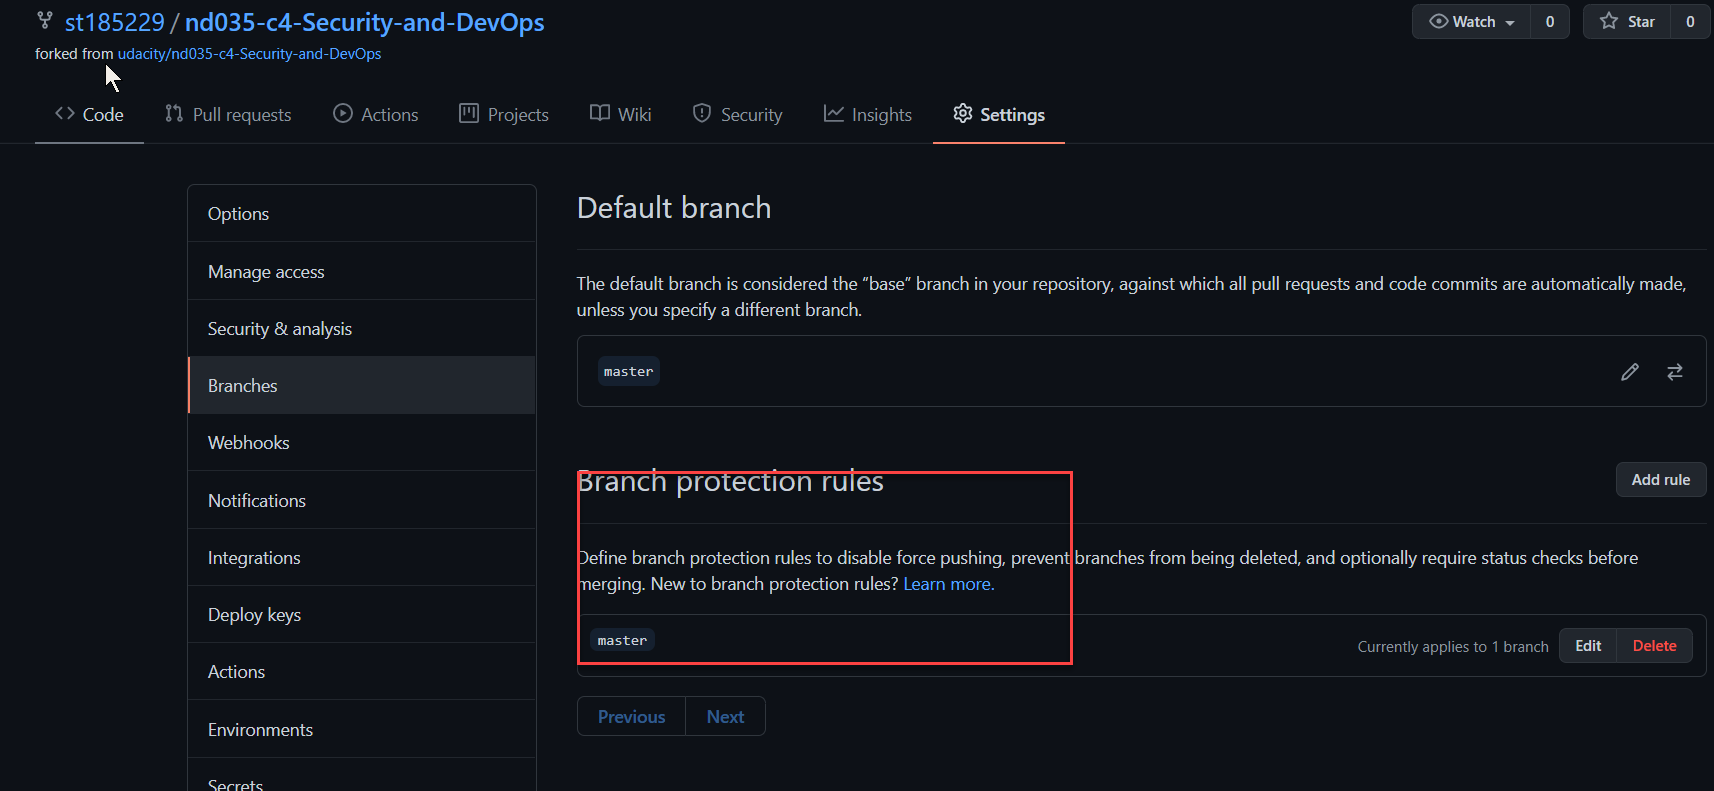 st185229 / nd035-c4-Security-and-DevOps
Watch 0 Star 0
forked from udacity/nd035-c4-Security-and-DevOps
Code Pull requests Actions Projects Wiki Security Insights Settings
Options
Manage access
Security & analysis
Branches
Webhooks
Notifications
Integrations
Deploy keys
Actions
Environments
Secrets
Default branch
The default branch is considered the “base” branch in your repository, against which all pull requests and code commits are automatically made,
unless you specify a different branch.
master
Branch protection rules
Add rule
Define branch protection rules to disable force pushing, prevent branches from being deleted, and optionally require status checks before
merging. New to branch protection rules? Learn more.
master
Currently applies to 1 branch Edit Delete
Previous Next